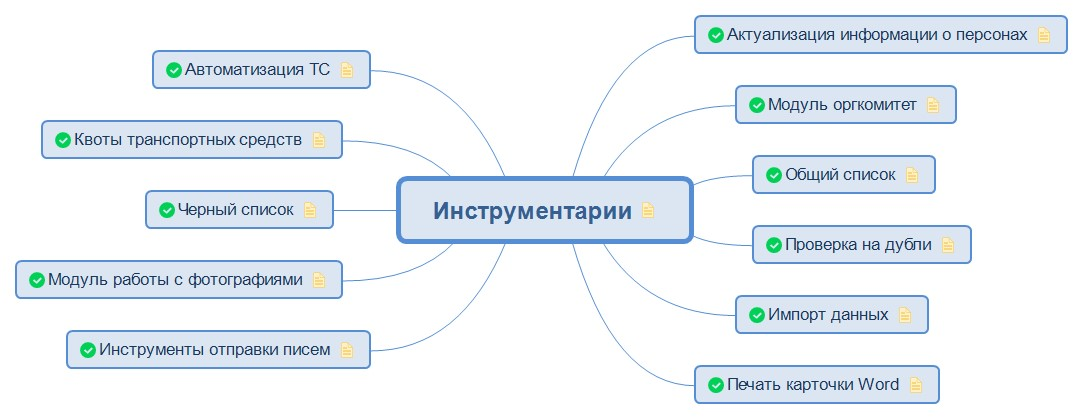 Актуализация информации о персонах
Автоматизация ТС
Модуль оргкомитет
Квоты транспортных средств
Общий список
Черный список
Инструментарии
Проверка на дубли
Модуль работы с фотографиями
Импорт данных
Инструменты отправки писем
Печать карточки Word